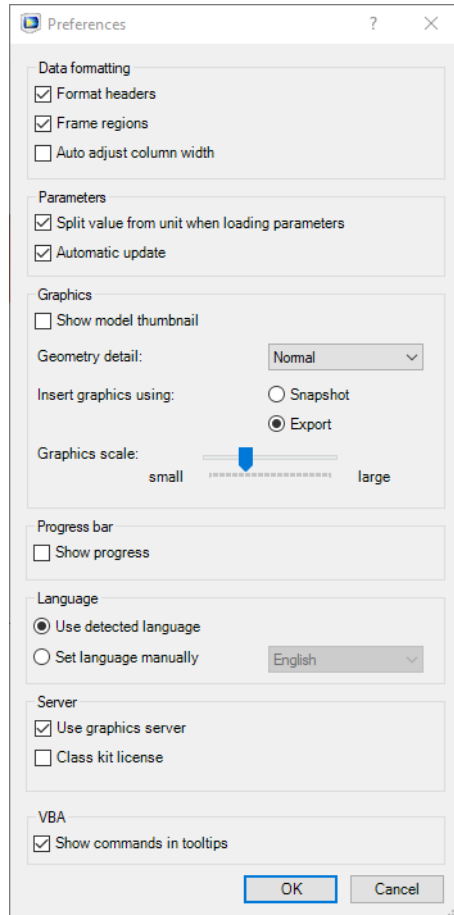 Preferences
?
Data formatting
Format headers
Frame regions
Auto adjust column width
Parameters
Split value from unit when loading parameters
Automatic update
Graphics
Show model thumbnail
Geometry detail: Normal
Insert graphics using: Snapshot
Export
Graphics scale:
small large
Progress bar
Show progress
Language
Use detected language
Set language manually English
Server
Use graphics server
Class kit license
VBA
Show commands in tooltips
OK Cancel